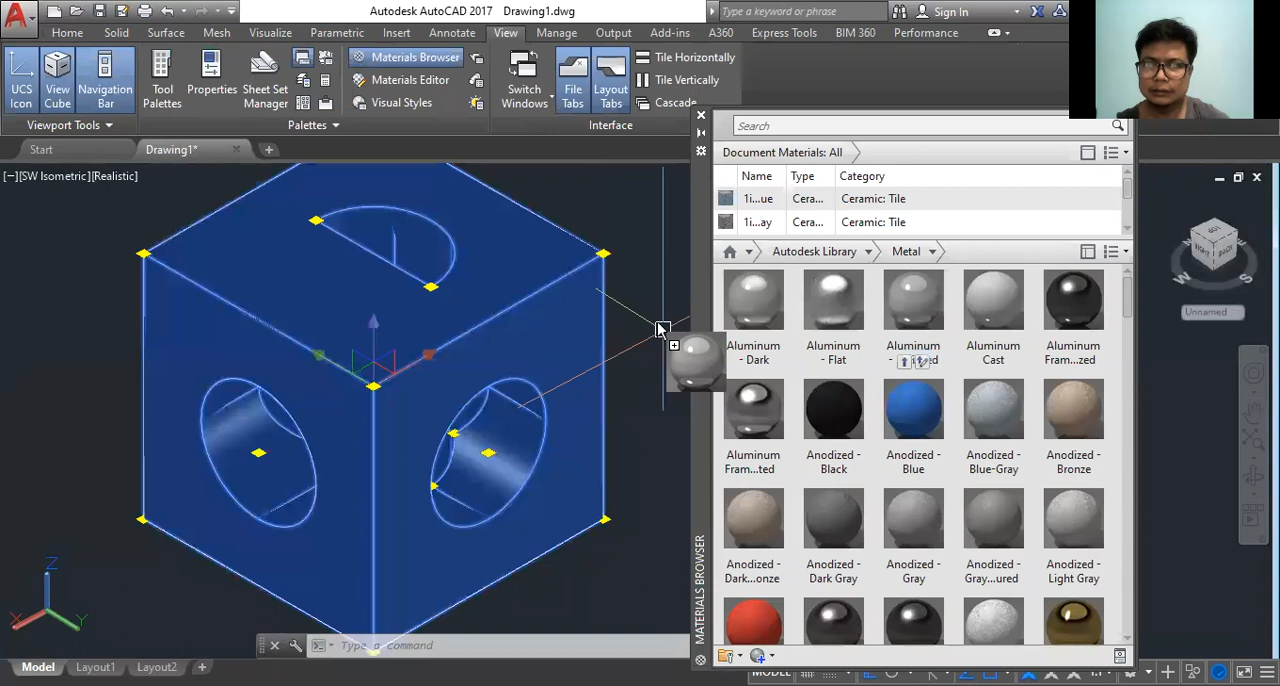 Autodesk AutoCAD 2017 Drawing1.dwg
Type a keyword or phrase
Sign In
Home Solid Surface Mesh Visualize Parametric Insert Annotate View Manage Output Add-ins A360 Express Tools BIM 360 Performance
UCS Icon
View Cube
Navigation Bar
Viewport Tools
Tool Palettes
Properties
Sheet Set Manager
Materials Browser
Materials Editor
Visual Styles
Palettes
Switch Windows
File Tabs
Layout Tabs
Tile Horizontally
Tile Vertically
Cascade
Interface
Start
Drawing1*
[−][SW Isometric][Realistic]
Search
Document Materials: All
Name Type Category
1i...ue Cera... Ceramic: Tile
1i...ay Cera... Ceramic: Tile
Autodesk Library Metal
Aluminum - Dark
Aluminum - Flat
Aluminum
Aluminum Cast
Aluminum Fram...zed
Aluminum Fram...ted
Anodized - Black
Anodized - Blue
Anodized - Blue-Gray
Anodized - Bronze
Anodized - Dark...onze
Anodized - Dark Gray
Anodized - Gray
Anodized - Gray...ured
Anodized - Light Gray
MATERIALS BROWSER
TOP
RIGHT
BACK
W
S
Unnamed
Z
X
Y
Type a command
Model Layout1 Layout2
MODEL